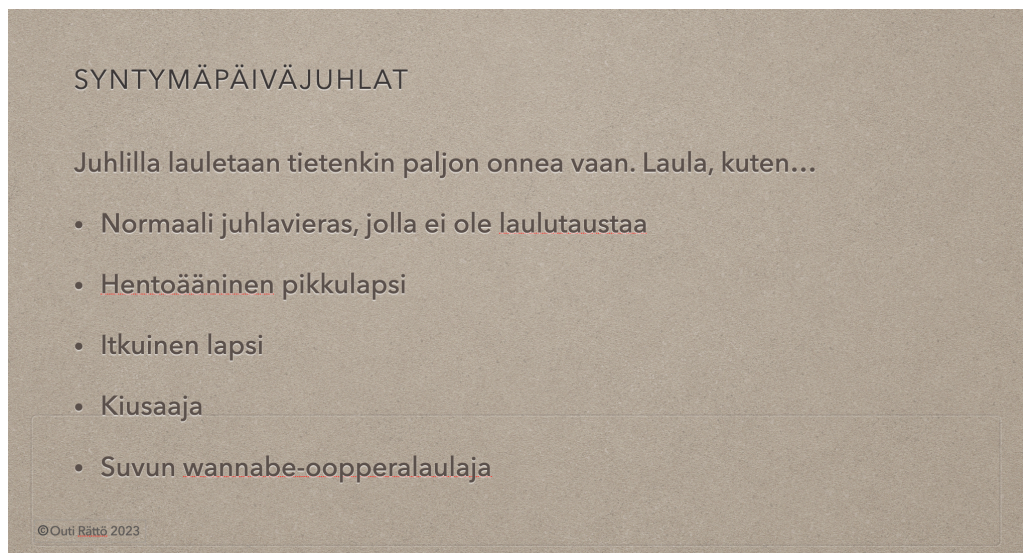 SYNTYMÄPÄIVÄJUHLAT
Juhlilla lauletaan tietenkin paljon onnea vaan. Laula, kuten…
• Normaali juhlavieras, jolla ei ole laulutaustaa
• Hentoääninen pikkulapsi
• Itkuinen lapsi
• Kiusaaja
• Suvun wannabe-oopperalaulaja
©Outi Rättö 2023